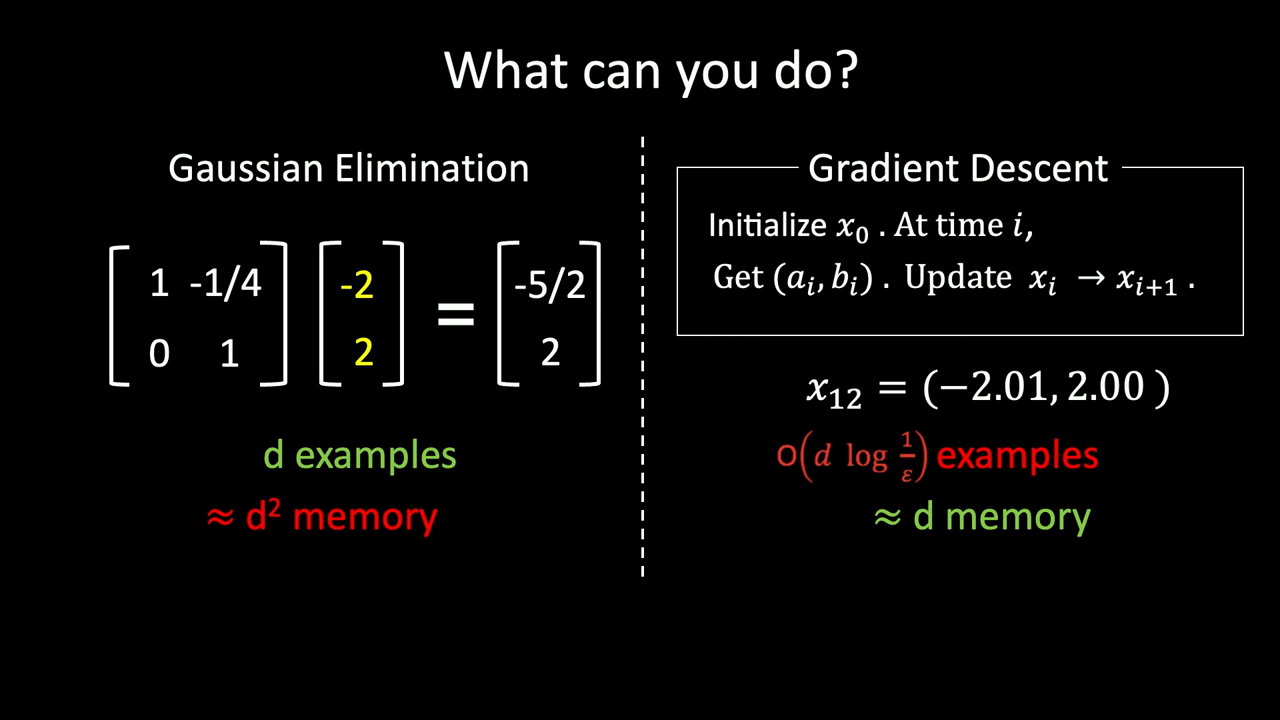 What can you do?
Gaussian Elimination
1 -1/4
0 1
-2
2
=
-5/2
2
d examples
≈ d² memory
Gradient Descent
Initialize x₀ . At time i,
Get (aᵢ, bᵢ) . Update xᵢ → xᵢ₊₁ .
x₁₂ = (−2.01, 2.00 )
O(d log 1/ε) examples
≈ d memory